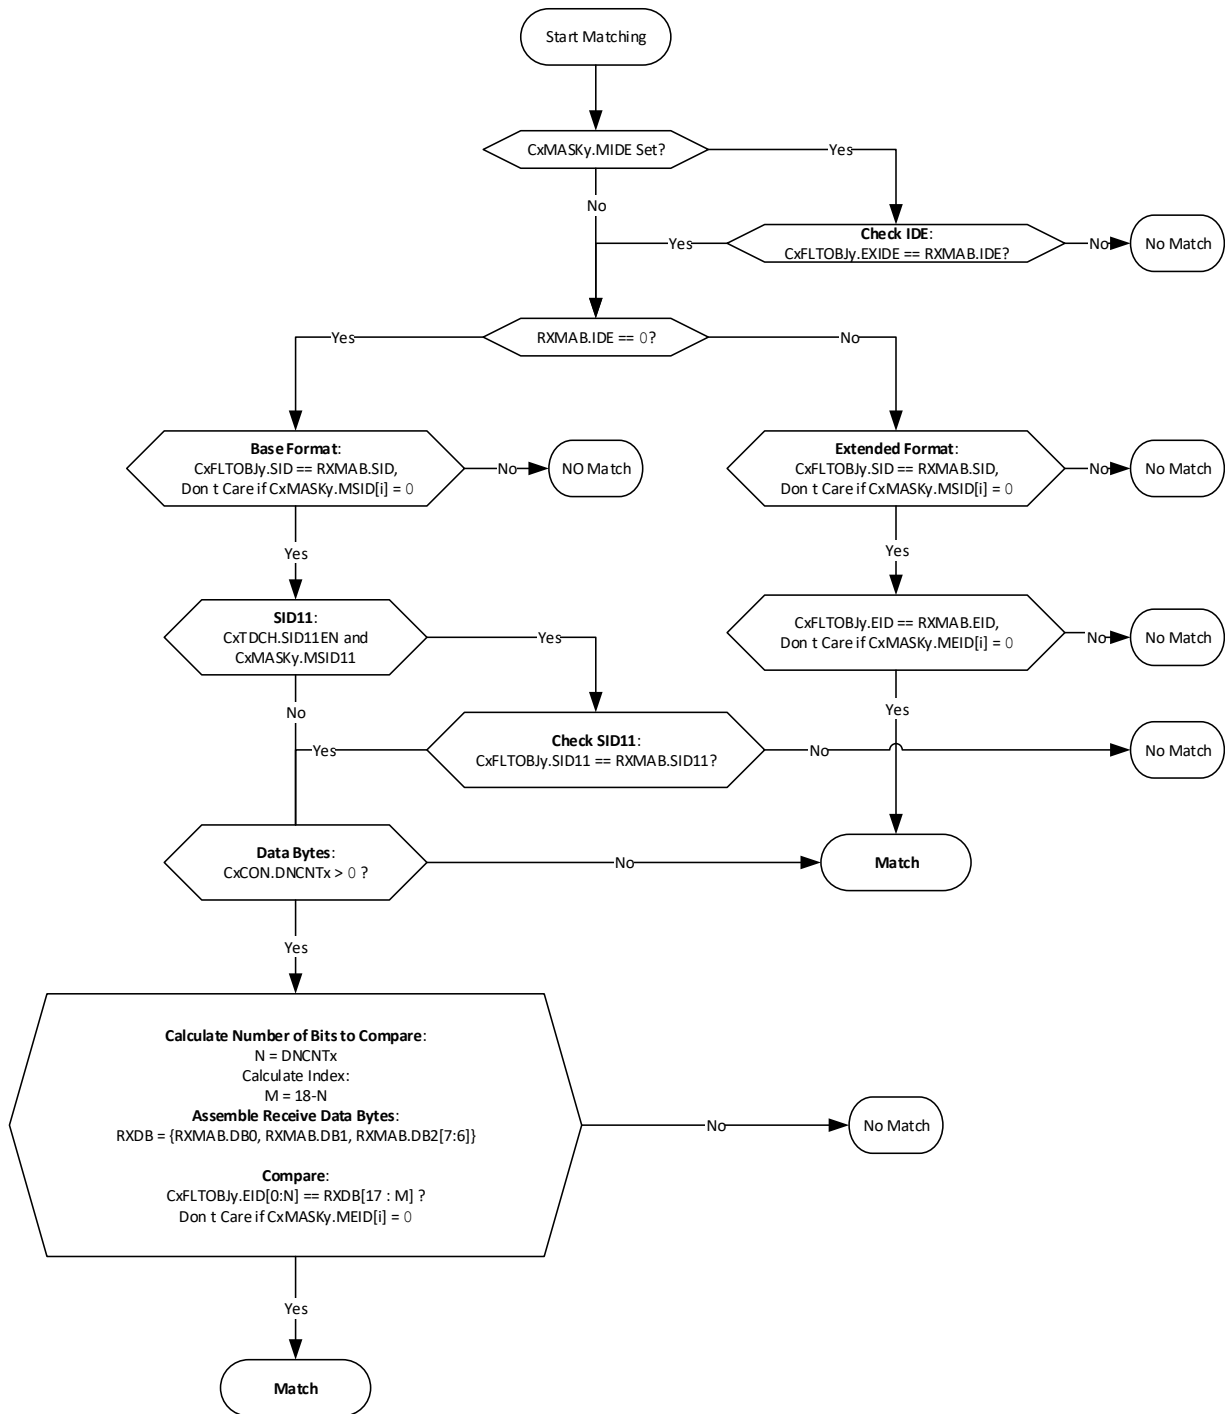 Start Matching
CxMASKy.MIDE Set?
Yes
No
Check IDE:
CxFLTOBJy.EXIDE == RXMAB.IDE?
Yes
No
No Match
RXMAB.IDE == 0?
Yes
No
Base Format:
CxFLTOBJy.SID == RXMAB.SID,
Don t Care if CxMASKy.MSID[i] = 0
No
NO Match
Extended Format:
CxFLTOBJy.SID == RXMAB.SID,
Don t Care if CxMASKy.MSID[i] = 0
No
No Match
Yes
Yes
SID11:
CxTDCH.SID11EN and
CxMASKy.MSID11
Yes
CxFLTOBJy.EID == RXMAB.EID,
Don t Care if CxMASKy.MEID[i] = 0
No
No Match
No
Yes
Yes
Check SID11:
CxFLTOBJy.SID11 == RXMAB.SID11?
No
No Match
Data Bytes:
CxCON.DNCNTx > 0 ?
No
Match
Yes
Calculate Number of Bits to Compare:
N = DNCNTx
Calculate Index:
M = 18-N
Assemble Receive Data Bytes:
RXDB = {RXMAB.DB0, RXMAB.DB1, RXMAB.DB2[7:6]}
Compare:
CxFLTOBJy.EID[0:N] == RXDB[17 : M] ?
Don t Care if CxMASKy.MEID[i] = 0
No
No Match
Yes
Match